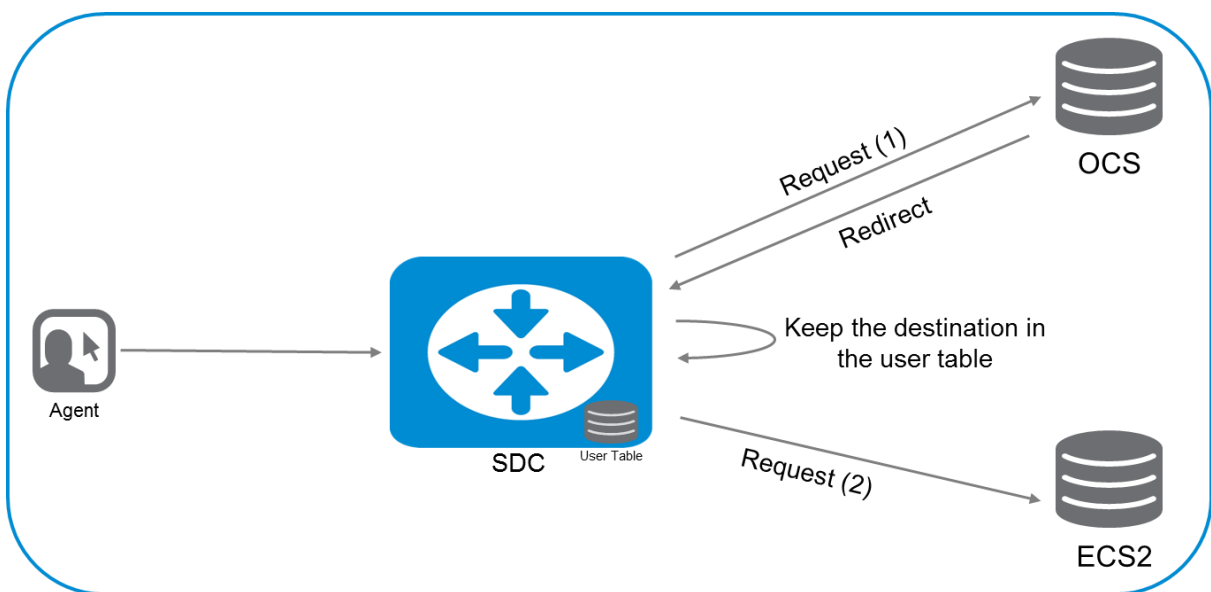 Request (1)
OCS
Redirect
Keep the destination in
the user table
Agent
SDC
User Table
Request (2)
ECS2